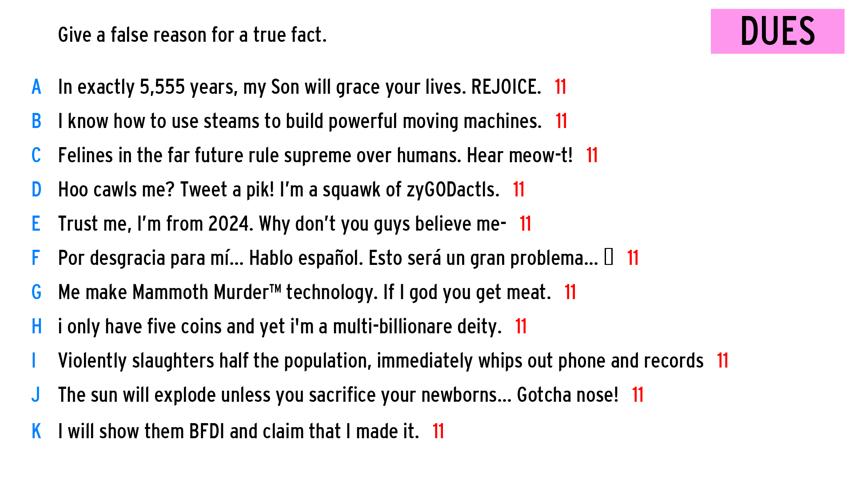 Give a false reason for a true fact.
DUES
A In exactly 5,555 years, my Son will grace your lives. REJOICE. 11
B I know how to use steams to build powerful moving machines. 11
C Felines in the far future rule supreme over humans. Hear meow-t! 11
D Hoo cawls me? Tweet a pik! I'm a squawk of zyGODactls. 11
E Trust me, I'm from 2024. Why don't you guys believe me- 11
F Por desgracia para mí... Hablo español. Esto será un gran problema... 11
G Me make Mammoth Murder™ technology. If I god you get meat. 11
H i only have five coins and yet i'm a multi-billionare deity. 11
I Violently slaughters half the population, immediately whips out phone and records 11
J The sun will explode unless you sacrifice your newborns... Gotcha nose! 11
K I will show them BFDI and claim that I made it. 11